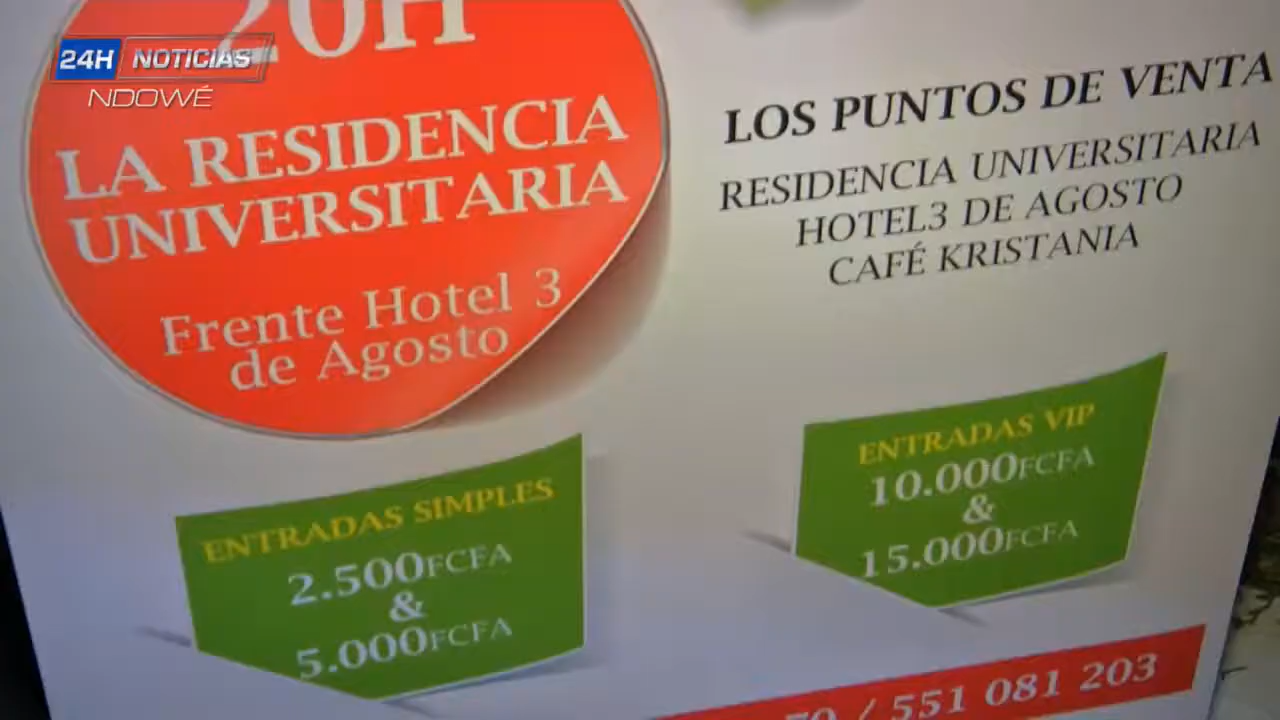 24H NOTICIAS
NDOWÉ
20H
LA RESIDENCIA
UNIVERSITARIA
Frente Hotel 3
de Agosto
LOS PUNTOS DE VENTA
RESIDENCIA UNIVERSITARIA
HOTEL3 DE AGOSTO
CAFÉ KRISTANIA
ENTRADAS SIMPLES
2.500FCFA
&
5.000FCFA
ENTRADAS VIP
10.000FCFA
&
15.000FCFA
/ 551 081 203